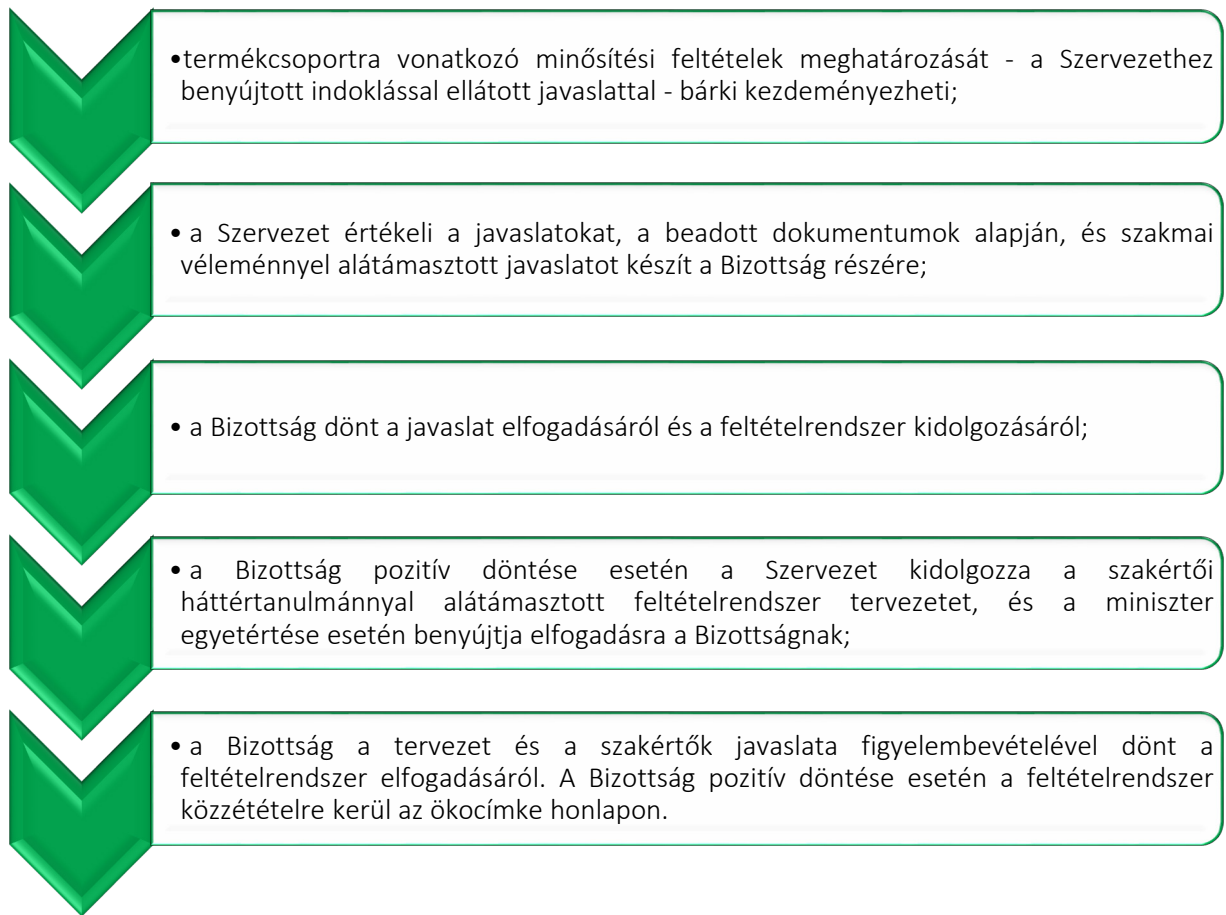 •termékcsoportra vonatkozó minősítési feltételek meghatározását - a Szervezethez
benyújtott indoklással ellátott javaslattal - bárki kezdeményezheti;
• a Szervezet értékeli a javaslatokat, a beadott dokumentumok alapján, és szakmai
véleménnyel alátámasztott javaslatot készít a Bizottság részére;
• a Bizottság dönt a javaslat elfogadásáról és a feltételrendszer kidolgozásáról;
• a Bizottság pozitív döntése esetén a Szervezet kidolgozza a szakértői
háttértanulmánnyal alátámasztott feltételrendszer tervezetet, és a miniszter
egyetértése esetén benyújtja elfogadásra a Bizottságnak;
• a Bizottság a tervezet és a szakértők javaslata figyelembevételével dönt a
feltételrendszer elfogadásáról. A Bizottság pozitív döntése esetén a feltételrendszer
közzétételre kerül az ökocímke honlapon.